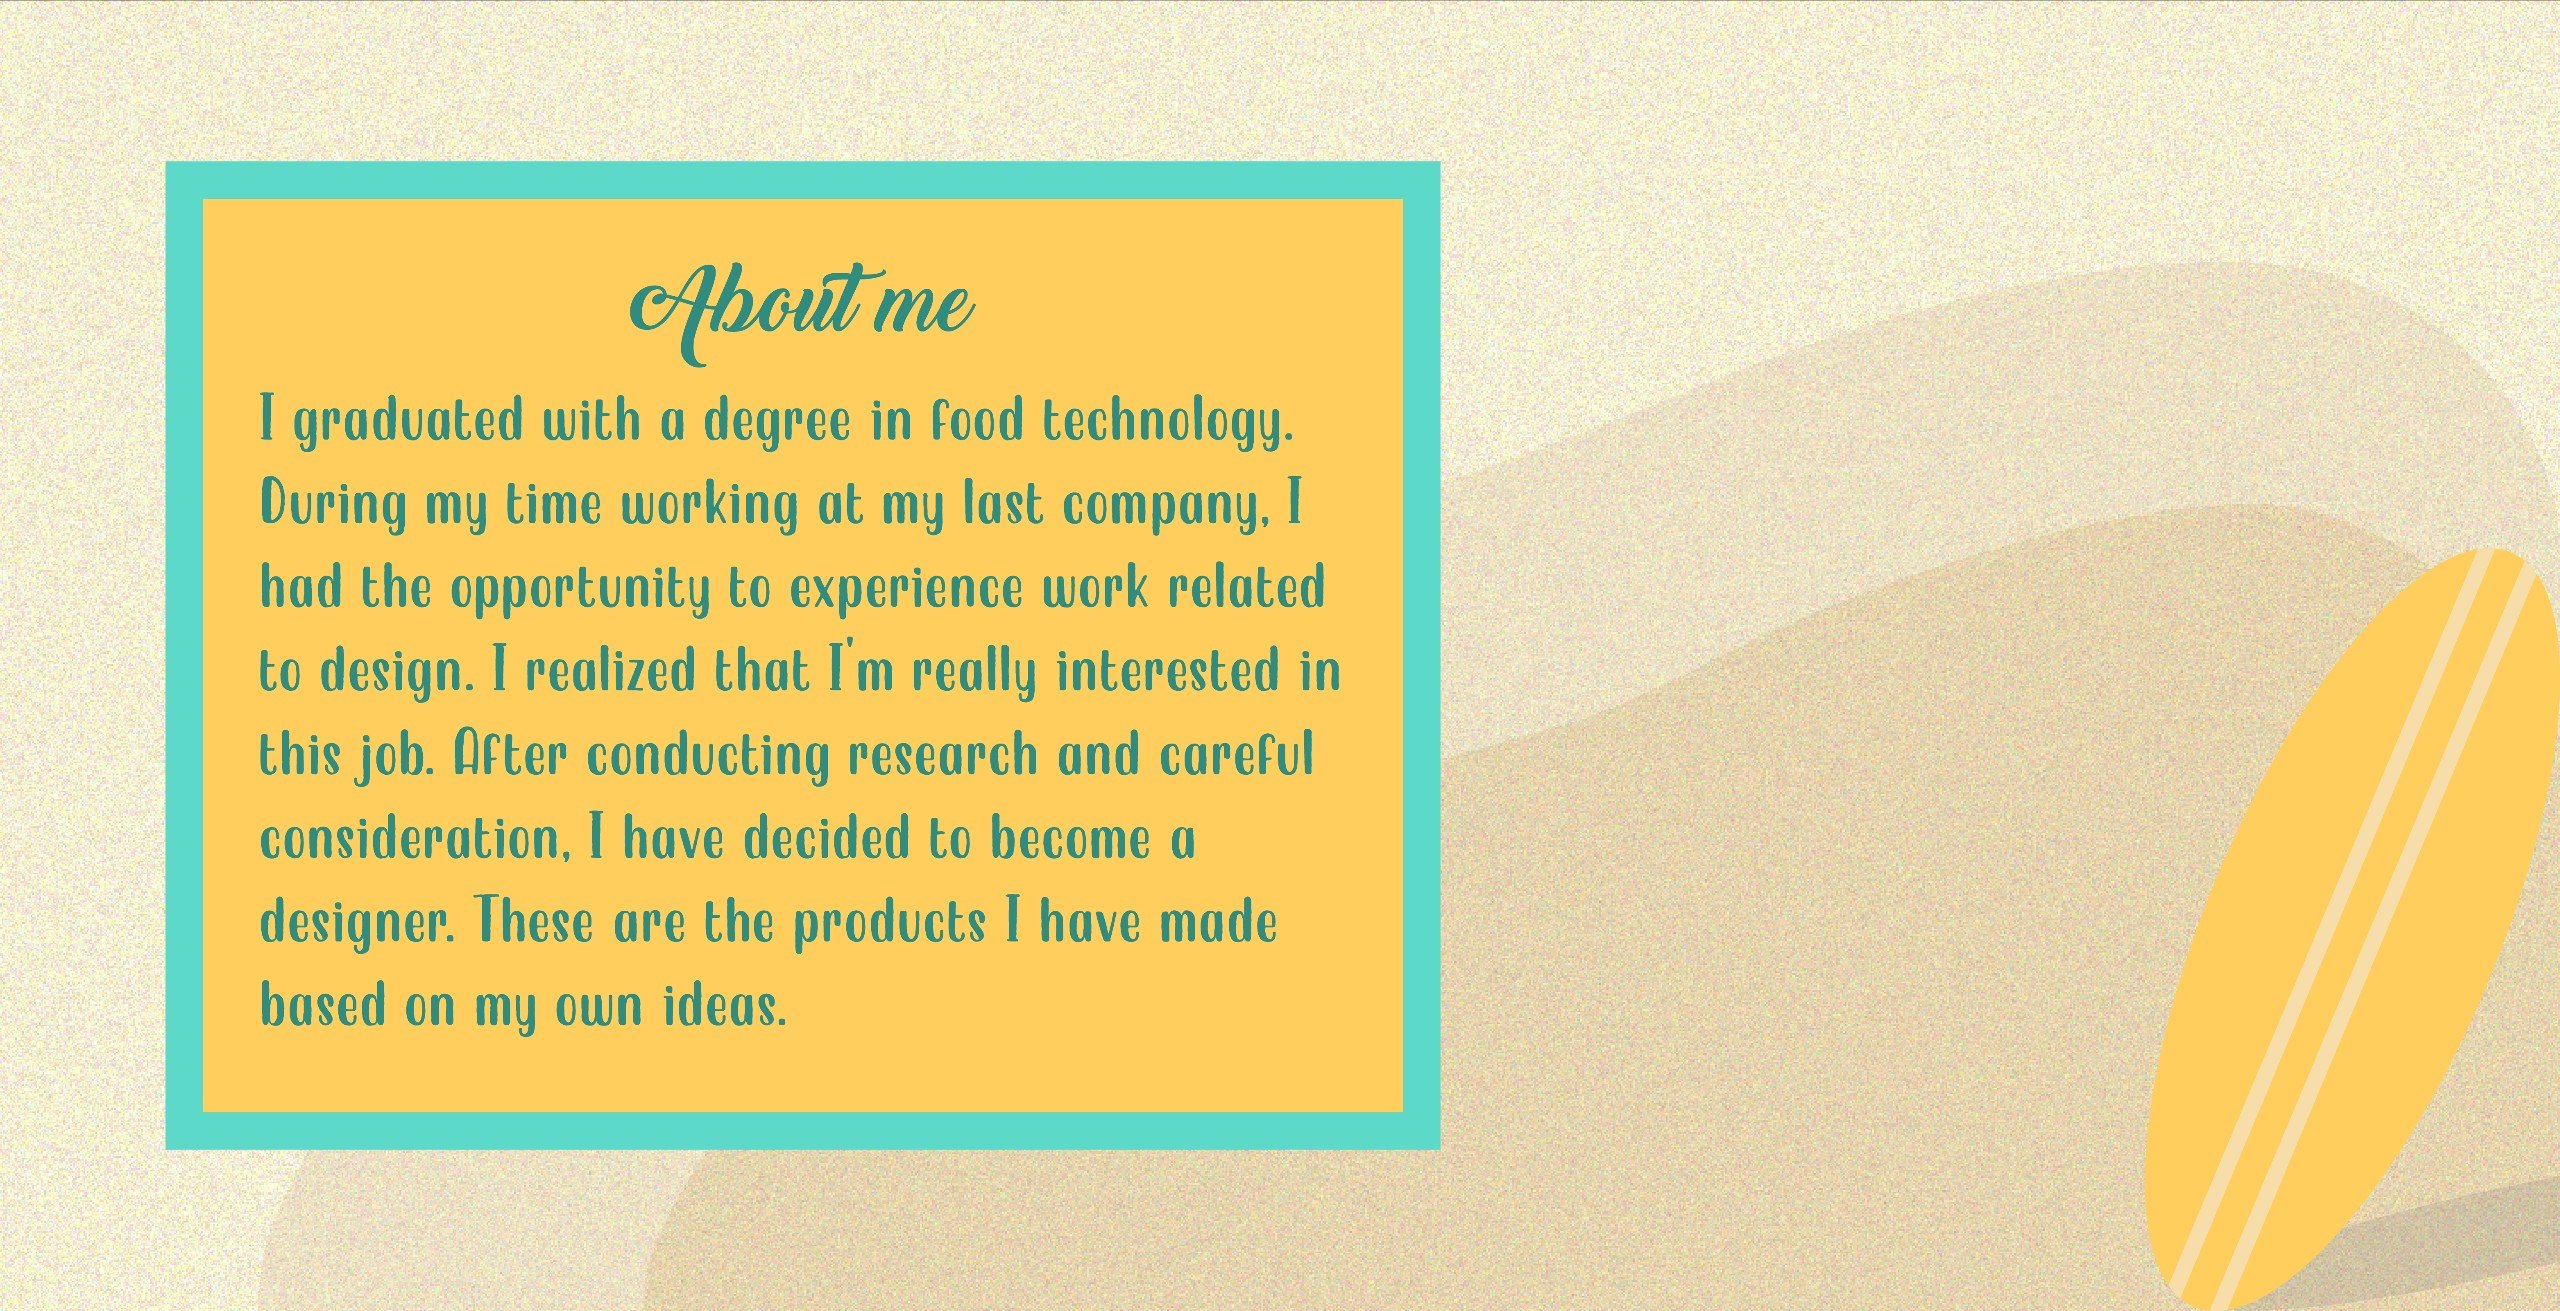 About me
I graduated with a degree in food technology.
During my time working at my last company, I
had the opportunity to experience work related
to design. I realized that I'm really interested in
this job. After conducting research and careful
consideration, I have decided to become a
designer. These are the products I have made
based on my own ideas.